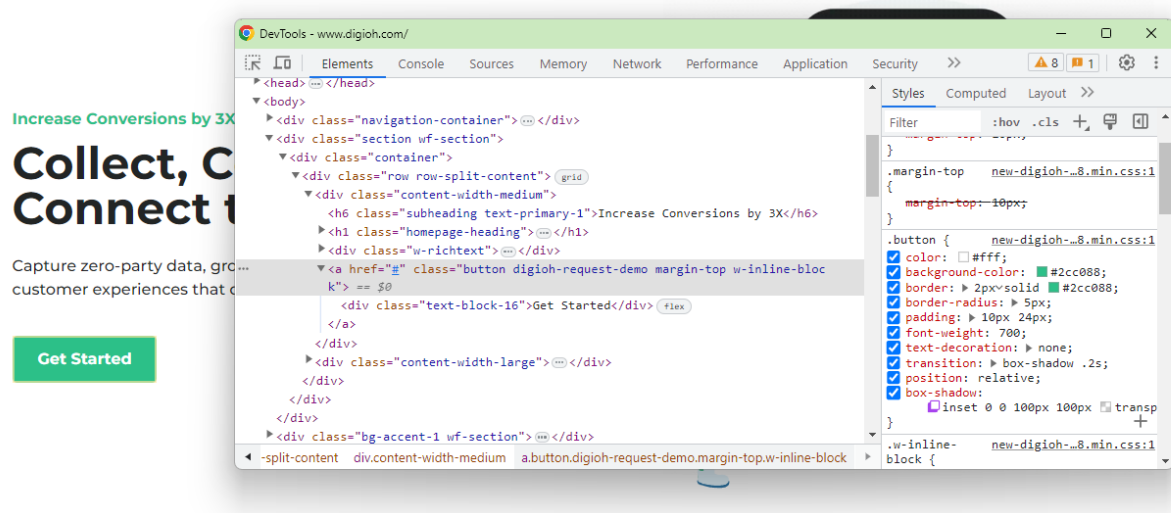 DevTools - www.digioh.com/
Elements Console Sources Memory Network Performance Application Security 8 1
Increase Conversions by 3X
Collect, C
Connect t
Capture zero-party data, gro
customer experiences that c
Get Started
<head> ⋯ </head>
<body>
<div class="navigation-container"> ⋯ </div>
<div class="section wf-section">
<div class="container">
<div class="row row-split-content"> grid
<div class="content-width-medium">
<h6 class="subheading text-primary-1">Increase Conversions by 3X</h6>
<h1 class="homepage-heading"> ⋯ </h1>
<div class="w-richtext"> ⋯ </div>
<a href="#" class="button digioh-request-demo margin-top w-inline-bloc
k"> == $0
<div class="text-block-16">Get Started</div> flex
</a>
</div>
<div class="content-width-large"> ⋯ </div>
</div>
</div>
</div>
<div class="bg-accent-1 wf-section"> ⋯ </div>
-split-content div.content-width-medium a.button.digioh-request-demo.margin-top.w-inline-block
Styles Computed Layout
Filter :hov .cls
}
.margin-top new-digioh-…8.min.css:1
{
margin-top: 10px;
}
.button { new-digioh-…8.min.css:1
color: #fff;
background-color: #2cc088;
border: 2px solid #2cc088;
border-radius: 5px;
padding: 10px 24px;
font-weight: 700;
text-decoration: none;
transition: box-shadow .2s;
position: relative;
box-shadow:
inset 0 0 100px 100px transp
}
.w-inline- new-digioh-…8.min.css:1
block {